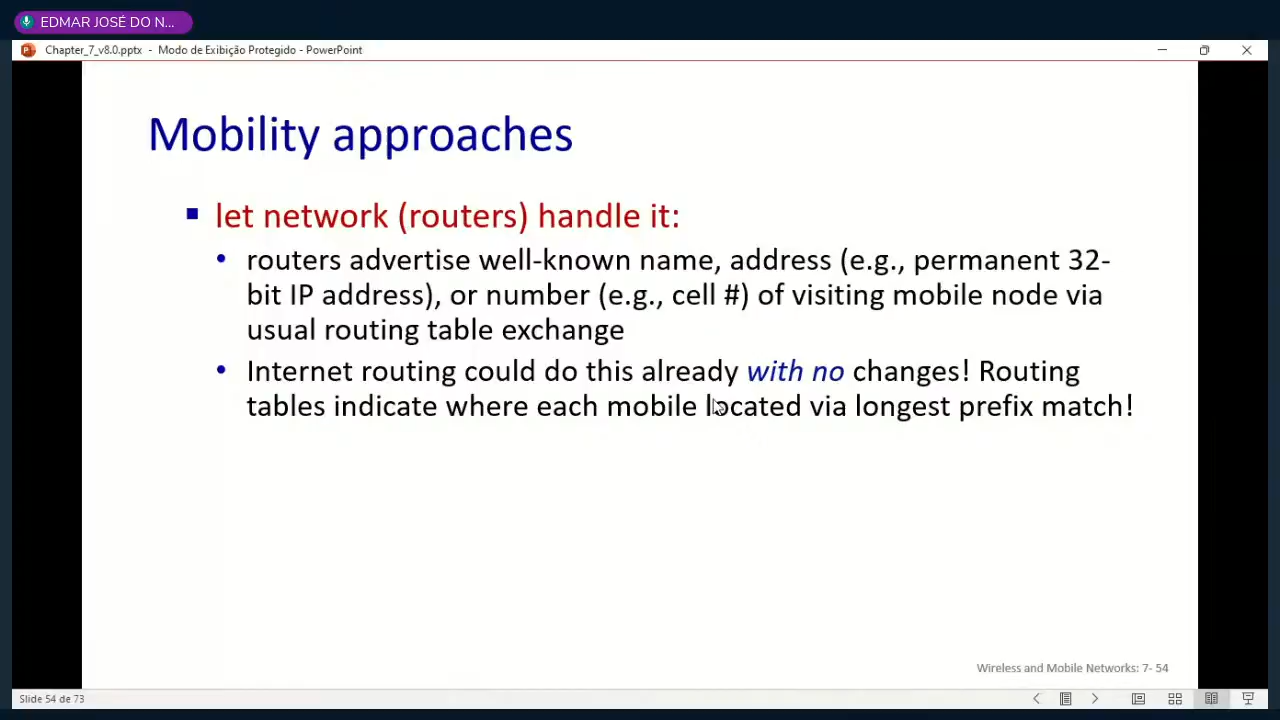 EDMAR JOSÉ DO N...
Chapter_7_v8.0.pptx - Modo de Exibição Protegido - PowerPoint
Mobility approaches
let network (routers) handle it:
routers advertise well-known name, address (e.g., permanent 32-
bit IP address), or number (e.g., cell #) of visiting mobile node via
usual routing table exchange
Internet routing could do this already with no changes! Routing
tables indicate where each mobile located via longest prefix match!
Wireless and Mobile Networks: 7- 54
Slide 54 de 73